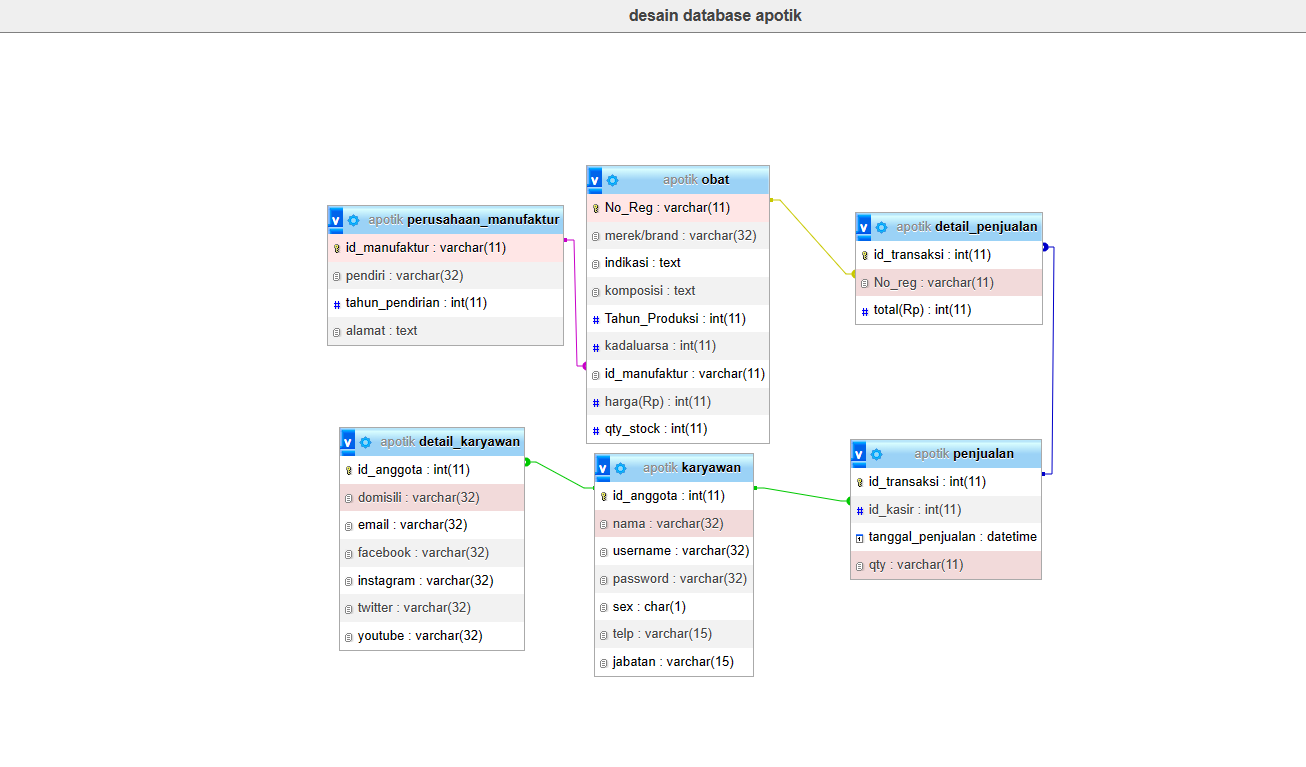 desain database apotik
v apotik perusahaan_manufaktur
id_manufaktur : varchar(11)
pendiri : varchar(32)
# tahun_pendirian : int(11)
alamat : text
v apotik obat
No_Reg : varchar(11)
merek/brand : varchar(32)
indikasi : text
komposisi : text
# Tahun_Produksi : int(11)
# kadaluarsa : int(11)
id_manufaktur : varchar(11)
# harga(Rp) : int(11)
# qty_stock : int(11)
v apotik detail_penjualan
id_transaksi : int(11)
No_reg : varchar(11)
# total(Rp) : int(11)
v apotik detail_karyawan
id_anggota : int(11)
domisili : varchar(32)
email : varchar(32)
facebook : varchar(32)
instagram : varchar(32)
twitter : varchar(32)
youtube : varchar(32)
v apotik karyawan
id_anggota : int(11)
nama : varchar(32)
username : varchar(32)
password : varchar(32)
sex : char(1)
telp : varchar(15)
jabatan : varchar(15)
v apotik penjualan
id_transaksi : int(11)
# id_kasir : int(11)
tanggal_penjualan : datetime
qty : varchar(11)